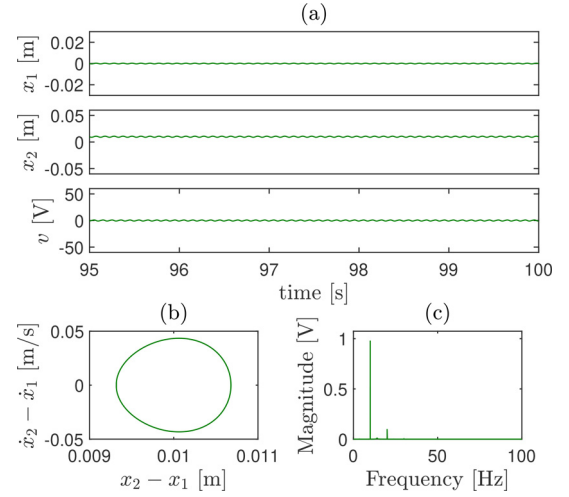 (a)
0.02
0
-0.02
x₁ [m]
0.05
0
-0.05
x₂ [m]
50
0
-50
v [V]
95 96 97 98 99 100
time [s]
(b)
0.05
0
-0.05
ẋ₂ − ẋ₁ [m/s]
0.009 0.01 0.011
x₂ − x₁ [m]
(c)
1
0.5
0
Magnitude [V]
0 50 100
Frequency [Hz]